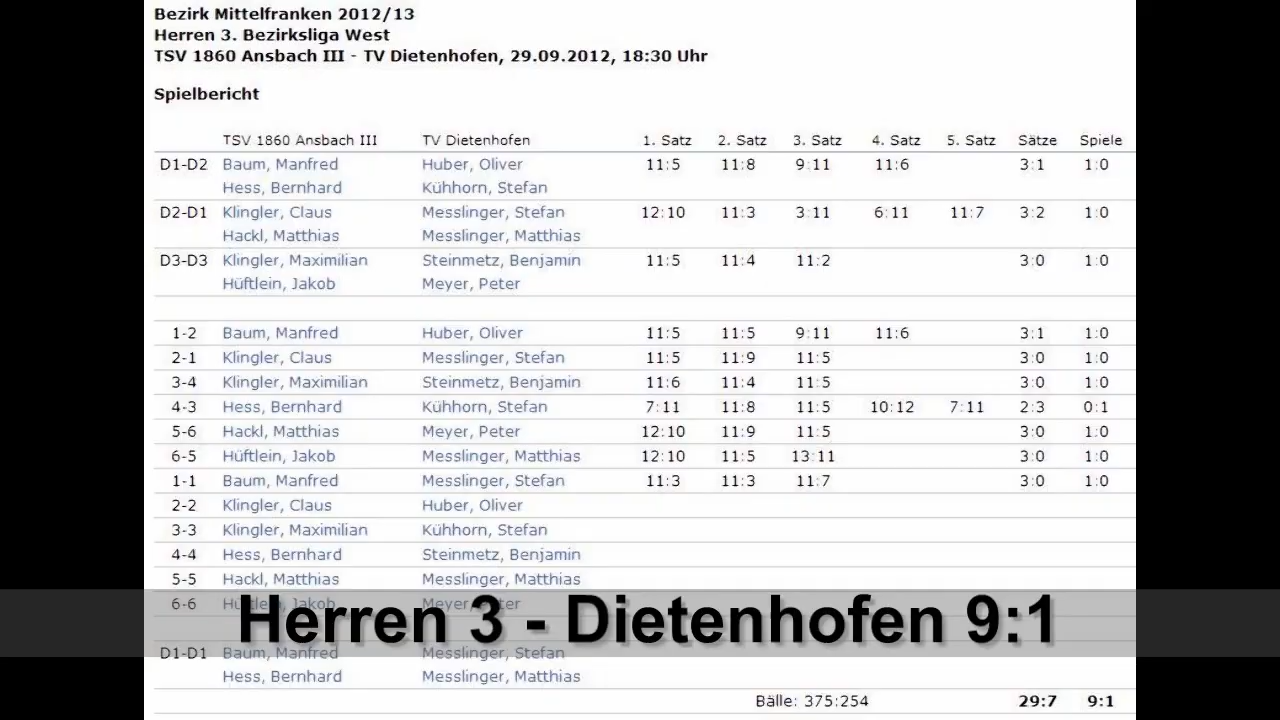 Bezirk Mittelfranken 2012/13
Herren 3. Bezirksliga West
TSV 1860 Ansbach III - TV Dietenhofen, 29.09.2012, 18:30 Uhr
Spielbericht
TSV 1860 Ansbach III TV Dietenhofen 1. Satz 2. Satz 3. Satz 4. Satz 5. Satz Sätze Spiele
D1-D2 Baum, Manfred Huber, Oliver 11:5 11:8 9:11 11:6 3:1 1:0
Hess, Bernhard Kühhorn, Stefan
D2-D1 Klingler, Claus Messlinger, Stefan 12:10 11:3 3:11 6:11 11:7 3:2 1:0
Hackl, Matthias Messlinger, Matthias
D3-D3 Klingler, Maximilian Steinmetz, Benjamin 11:5 11:4 11:2 3:0 1:0
Hüftlein, Jakob Meyer, Peter
1-2 Baum, Manfred Huber, Oliver 11:5 11:5 9:11 11:6 3:1 1:0
2-1 Klingler, Claus Messlinger, Stefan 11:5 11:9 11:5 3:0 1:0
3-4 Klingler, Maximilian Steinmetz, Benjamin 11:6 11:4 11:5 3:0 1:0
4-3 Hess, Bernhard Kühhorn, Stefan 7:11 11:8 11:5 10:12 7:11 2:3 0:1
5-6 Hackl, Matthias Meyer, Peter 12:10 11:9 11:5 3:0 1:0
6-5 Hüftlein, Jakob Messlinger, Matthias 12:10 11:5 13:11 3:0 1:0
1-1 Baum, Manfred Messlinger, Stefan 11:3 11:3 11:7 3:0 1:0
2-2 Klingler, Claus Huber, Oliver
3-3 Klingler, Maximilian Kühhorn, Stefan
4-4 Hess, Bernhard Steinmetz, Benjamin
5-5 Hackl, Matthias Messlinger, Matthias
6-6 Hüftlein, Jakob Meyer, Peter
Herren 3 - Dietenhofen 9:1
D1-D1 Baum, Manfred Messlinger, Stefan
Hess, Bernhard Messlinger, Matthias
Bälle: 375:254 29:7 9:1